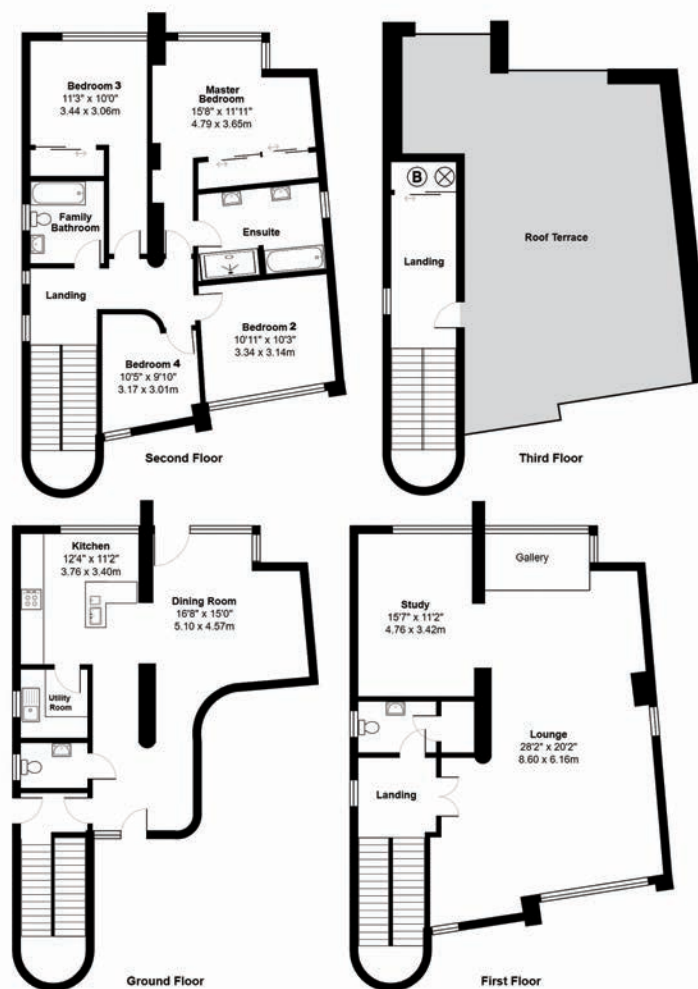 Bedroom 3
11'3" x 10'0"
3.44 x 3.06m
Master
Bedroom
15'8" x 11'11"
4.79 x 3.65m
Family
Bathroom
Ensuite
Landing
Bedroom 2
10'11" x 10'3"
3.34 x 3.14m
Bedroom 4
10'5" x 9'10"
3.17 x 3.01m
Second Floor
B
Landing
Roof Terrace
Third Floor
Kitchen
12'4" x 11'2"
3.76 x 3.40m
Dining Room
16'8" x 15'0"
5.10 x 4.57m
Utility
Room
Ground Floor
Gallery
Study
15'7" x 11'2"
4.76 x 3.42m
Lounge
28'2" x 20'2"
8.60 x 6.16m
Landing
First Floor